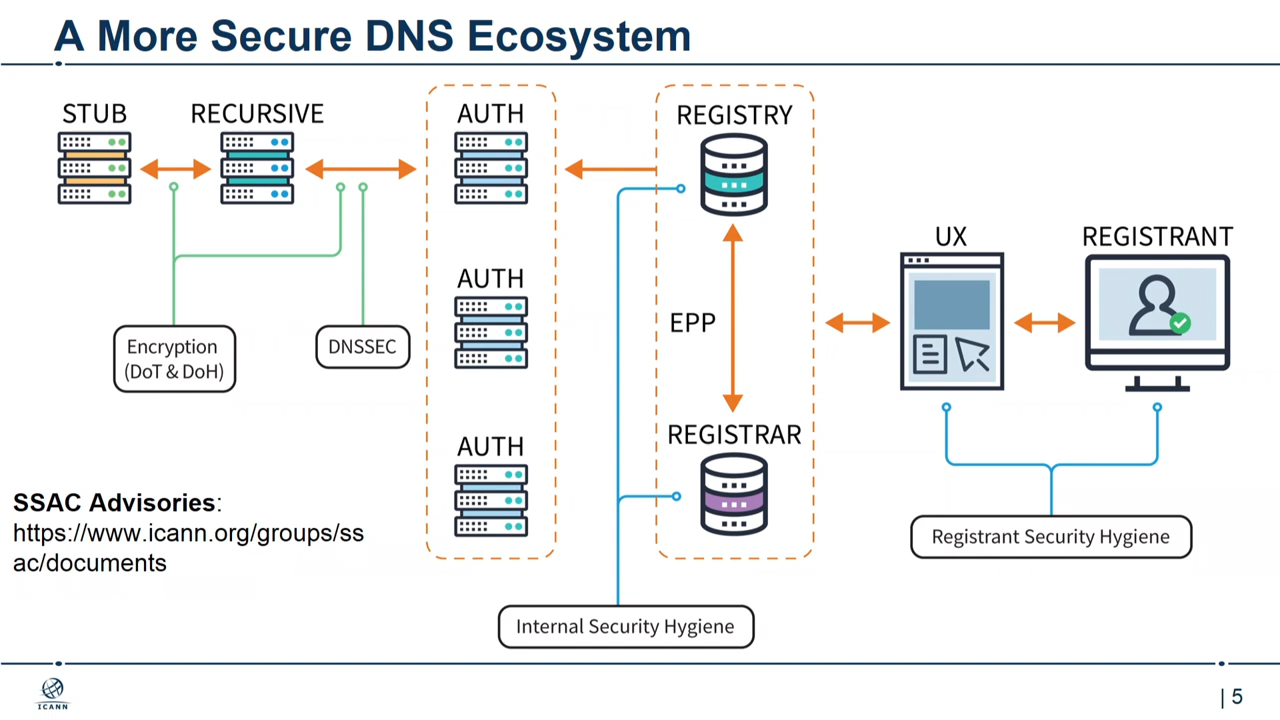 A More Secure DNS Ecosystem
STUB
RECURSIVE
AUTH
REGISTRY
UX
REGISTRANT
AUTH
EPP
Encryption
(DoT & DoH)
DNSSEC
REGISTRAR
AUTH
SSAC Advisories:
https://www.icann.org/groups/ss
ac/documents
Registrant Security Hygiene
Internal Security Hygiene
ICANN
| 5